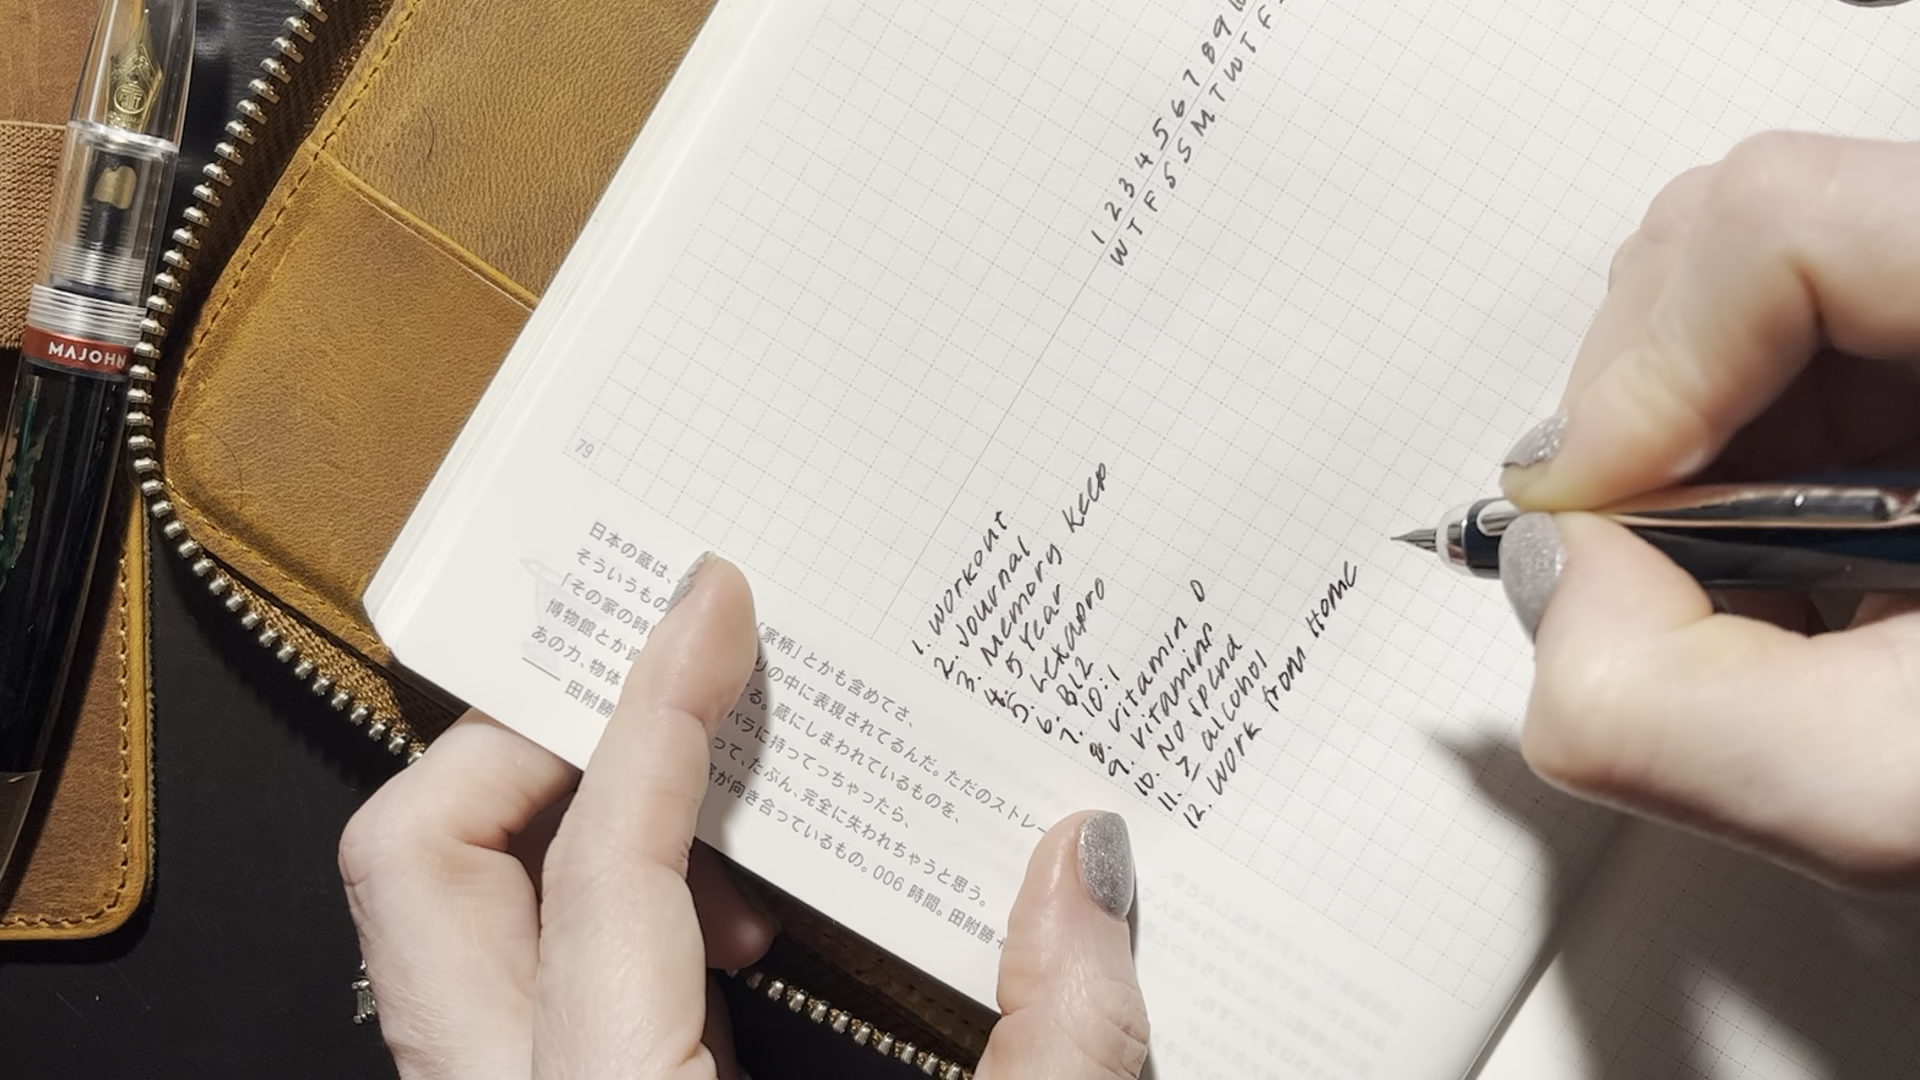 MAJOHN
1 2 3 4 5 6 7 8 9
W T F S S M T W T F
79
1. Workout
2. Journal
3. Memory Keep
4. 5 Year
5. Lexapro
6. B12
7. 10:1
8. Vitamin D
9. Vitamins
10. No spend
11. alcohol
12. Work from Home
日本の蔵は、「家柄」とかも含めてさ、
そういうもの りの中に表現されてるんだ。ただのストレー
「その家の時 る。蔵にしまわれているものを、
博物館とか バラに持ってっちゃったら、
あの力、物体 って、たぶん、完全に失われちゃうと思う。
―― 田附勝 が向き合っているもの。006 時間。田附勝